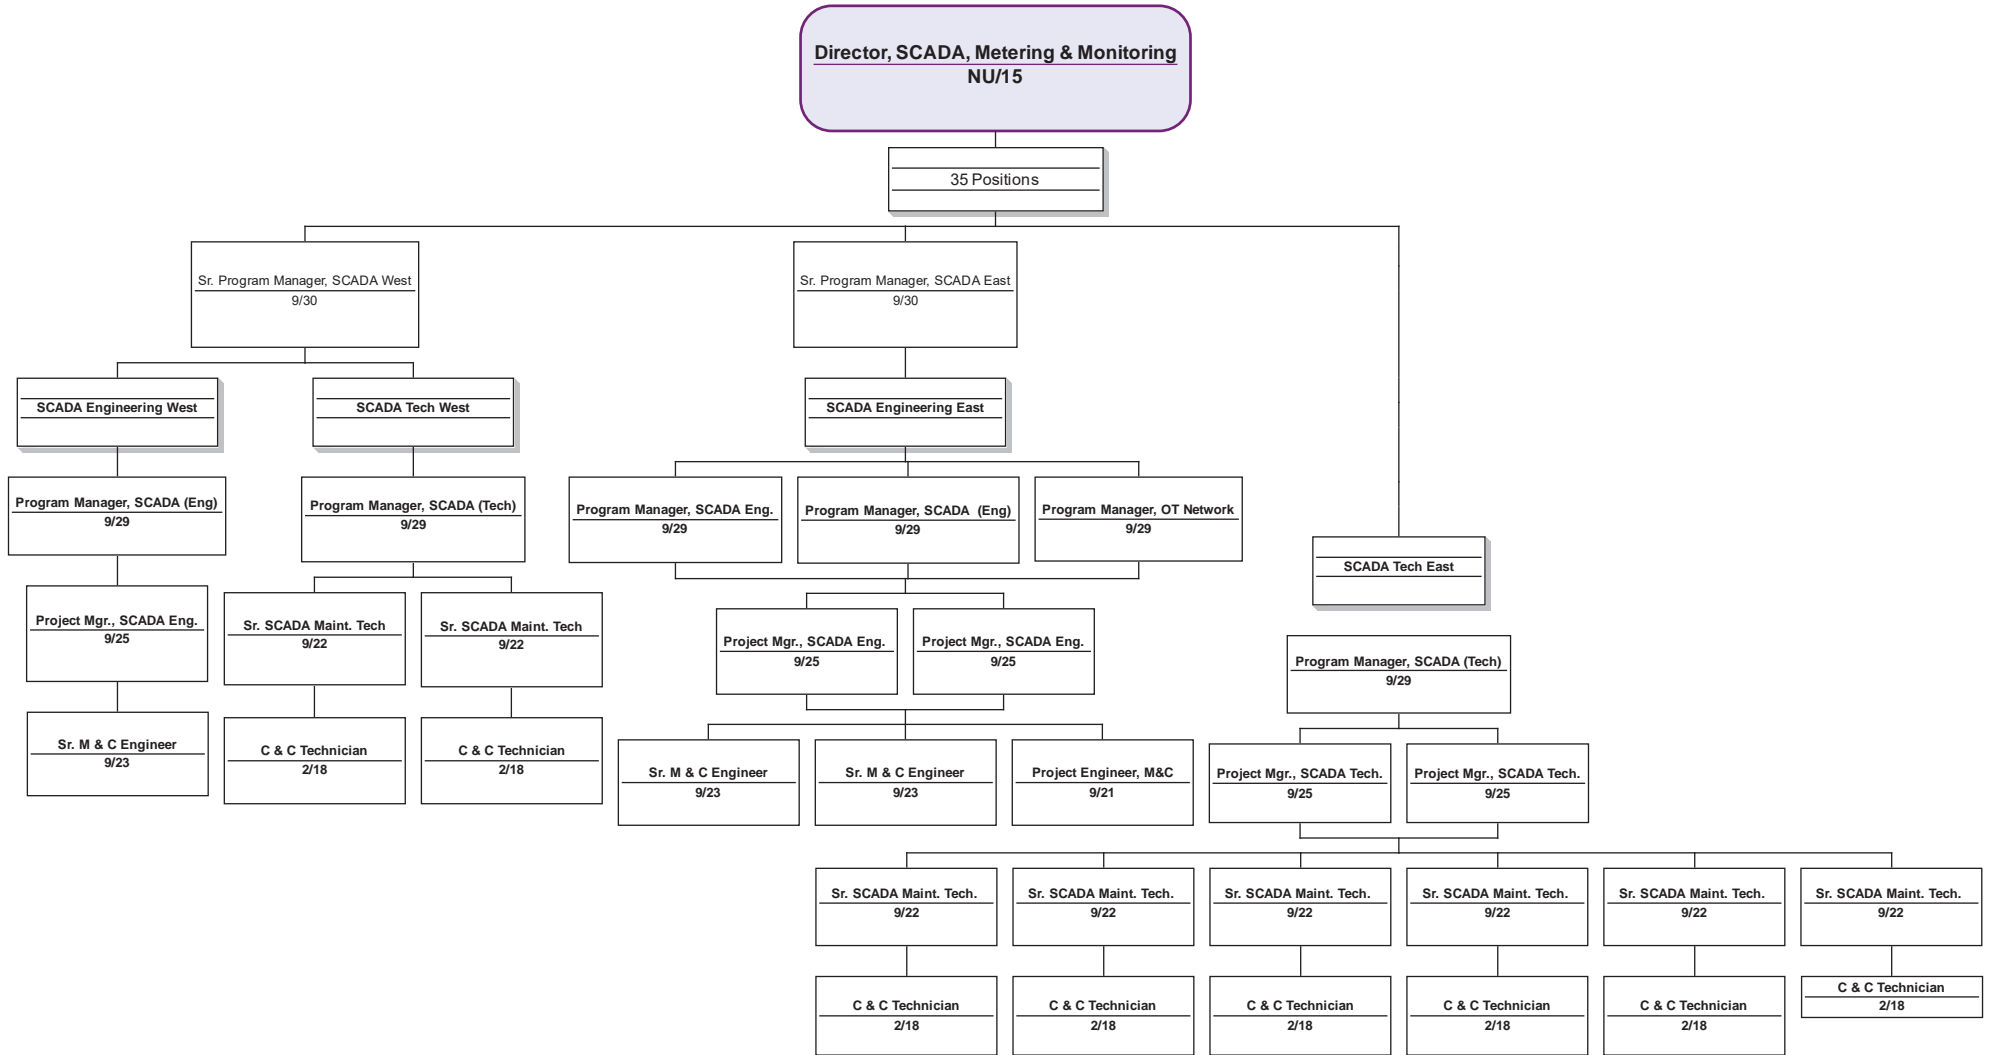 Director, SCADA, Metering & Monitoring
NU/15
35 Positions
Sr. Program Manager, SCADA West
9/30
Sr. Program Manager, SCADA East
9/30
SCADA Engineering West
SCADA Tech West
SCADA Engineering East
Program Manager, SCADA (Eng)
9/29
Program Manager, SCADA (Tech)
9/29
Program Manager, SCADA Eng.
9/29
Program Manager, SCADA (Eng)
9/29
Program Manager, OT Network
9/29
SCADA Tech East
Project Mgr., SCADA Eng.
9/25
Sr. SCADA Maint. Tech
9/22
Sr. SCADA Maint. Tech
9/22
Project Mgr., SCADA Eng.
9/25
Project Mgr., SCADA Eng.
9/25
Program Manager, SCADA (Tech)
9/29
Sr. M & C Engineer
9/23
C & C Technician
2/18
C & C Technician
2/18
Sr. M & C Engineer
9/23
Sr. M & C Engineer
9/23
Project Engineer, M&C
9/21
Project Mgr., SCADA Tech.
9/25
Project Mgr., SCADA Tech.
9/25
Sr. SCADA Maint. Tech.
9/22
Sr. SCADA Maint. Tech.
9/22
Sr. SCADA Maint. Tech.
9/22
Sr. SCADA Maint. Tech.
9/22
Sr. SCADA Maint. Tech.
9/22
Sr. SCADA Maint. Tech.
9/22
C & C Technician
2/18
C & C Technician
2/18
C & C Technician
2/18
C & C Technician
2/18
C & C Technician
2/18
C & C Technician
2/18